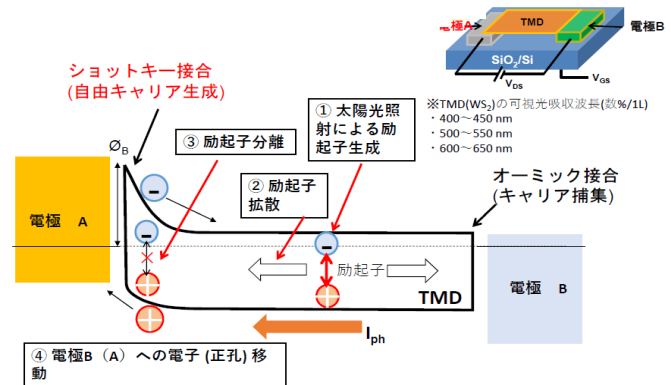 電極A
TMD
電極B
SiO2/Si
VDS
VGS
※TMD(WS2)の可視光吸収波長(数%/1L)
・400~450 nm
・500~550 nm
・600~650 nm
ショットキー接合
(自由キャリア生成)
① 太陽光照
射による励
起子生成
③ 励起子分離
∅B
② 励起子
拡散
オーミック接合
(キャリア捕集)
電極 A
励起子
TMD
電極 B
Iph
④ 電極B(A)への電子 (正孔) 移
動